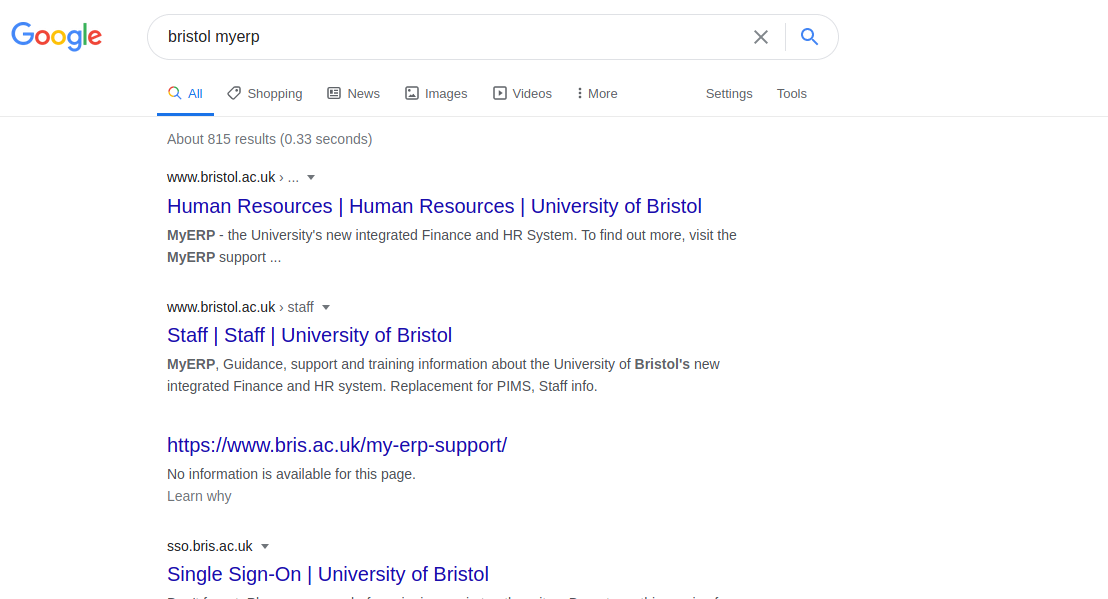 Google
bristol myerp
All Shopping News Images Videos More Settings Tools
About 815 results (0.33 seconds)
www.bristol.ac.uk › ...
Human Resources | Human Resources | University of Bristol
MyERP - the University's new integrated Finance and HR System. To find out more, visit the
MyERP support ...
www.bristol.ac.uk › staff
Staff | Staff | University of Bristol
MyERP, Guidance, support and training information about the University of Bristol's new
integrated Finance and HR system. Replacement for PIMS, Staff info.
https://www.bris.ac.uk/my-erp-support/
No information is available for this page.
Learn why
sso.bris.ac.uk
Single Sign-On | University of Bristol